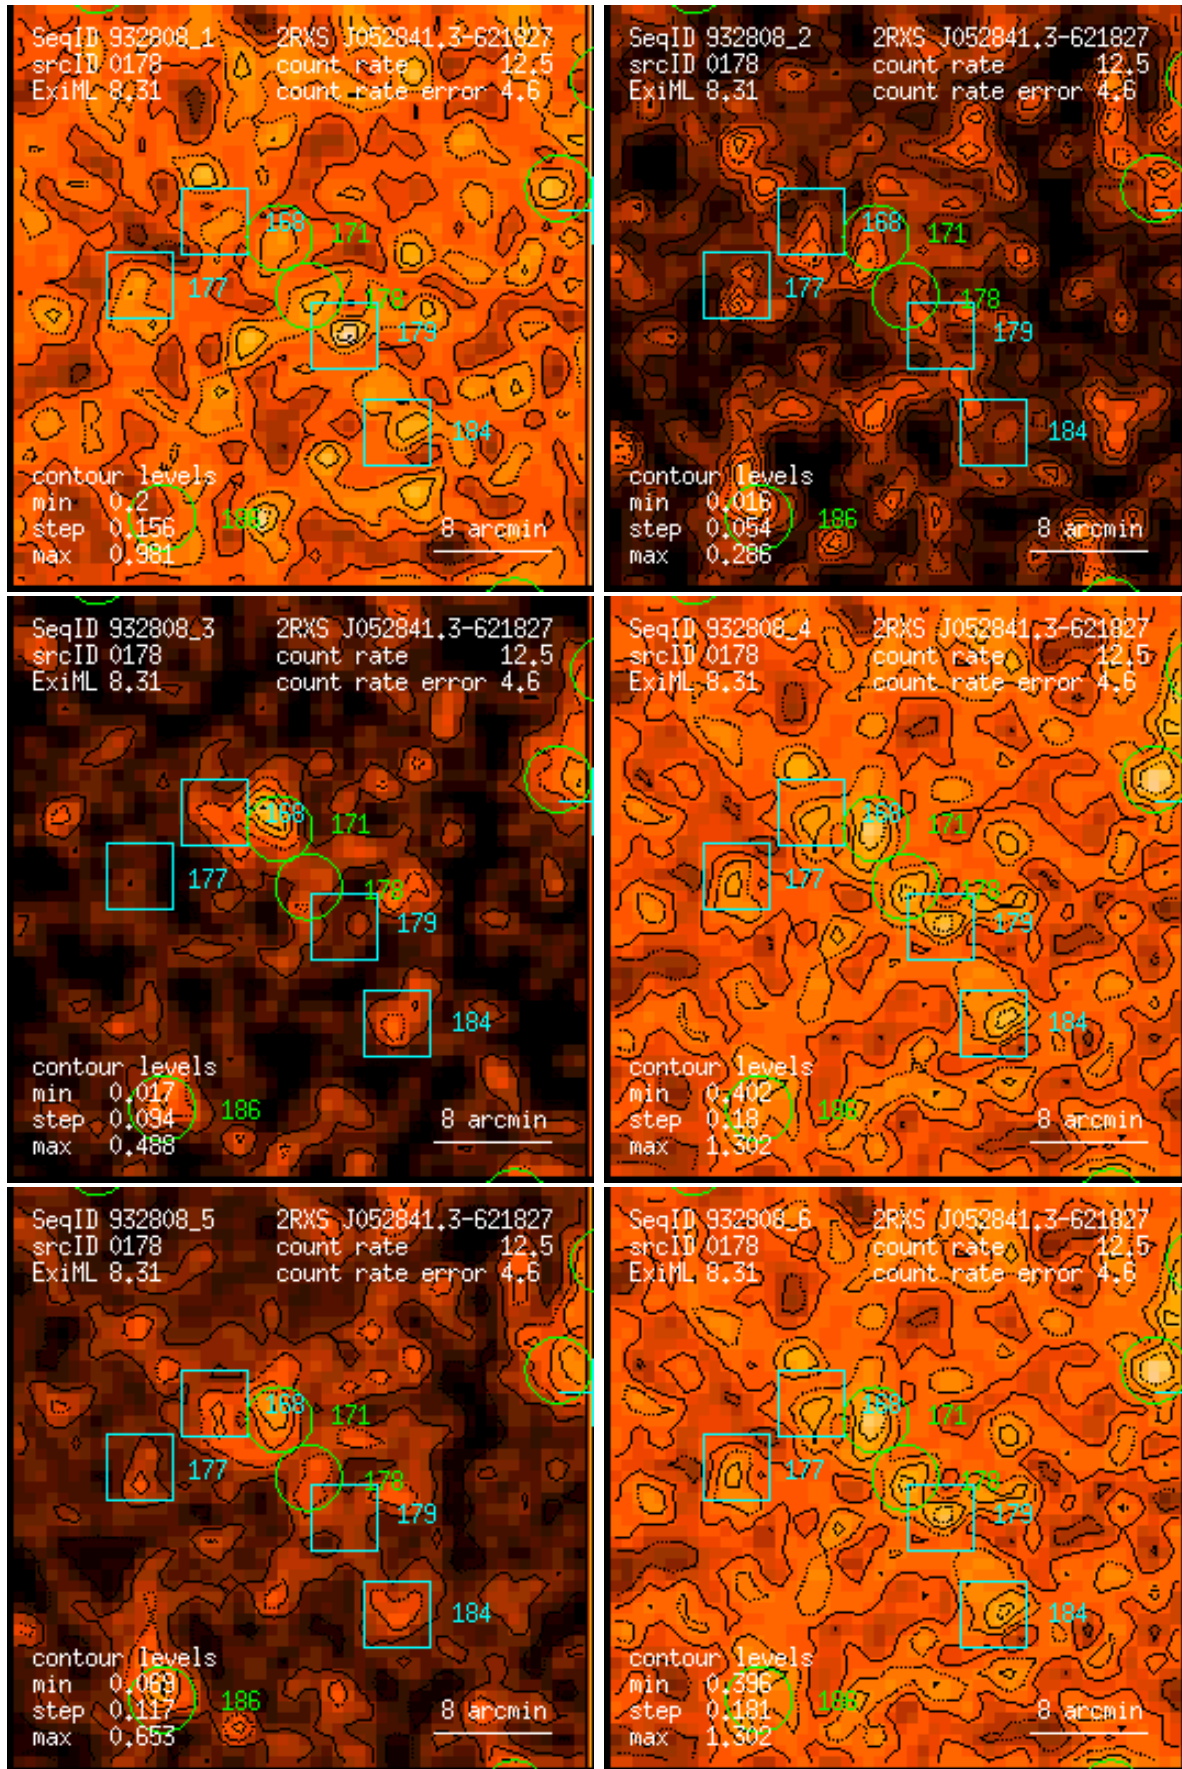 SeqID 932808_1 2RXS J052841.3-621827
srcID 0178 count rate 12.5
ExiML 8.31 count rate error 4.6
168 171
177
178
179
184
contour levels
min 0.2
step 0.156 186 8 arcmin
max 0.981
SeqID 932808_2 2RXS J052841.3-621827
srcID 0178 count rate 12.5
ExiML 8.31 count rate error 4.6
168 171
177
178
179
184
contour levels
min 0.016
step 0.054 186 8 arcmin
max 0.286
SeqID 932808_3 2RXS J052841.3-621827
srcID 0178 count rate 12.5
ExiML 8.31 count rate error 4.6
168 171
177
178
179
184
contour levels
min 0.017
step 0.094 186 8 arcmin
max 0.488
SeqID 932808_4 2RXS J052841.3-621827
srcID 0178 count rate 12.5
ExiML 8.31 count rate error 4.6
168 171
177
178
179
184
contour levels
min 0.402
step 0.18 186 8 arcmin
max 1.302
SeqID 932808_5 2RXS J052841.3-621827
srcID 0178 count rate 12.5
ExiML 8.31 count rate error 4.6
168 171
177
178
179
184
contour levels
min 0.069
step 0.117 186 8 arcmin
max 0.653
SeqID 932808_6 2RXS J052841.3-621827
srcID 0178 count rate 12.5
ExiML 8.31 count rate error 4.6
168 171
177
178
179
184
contour levels
min 0.396
step 0.181 186 8 arcmin
max 1.302